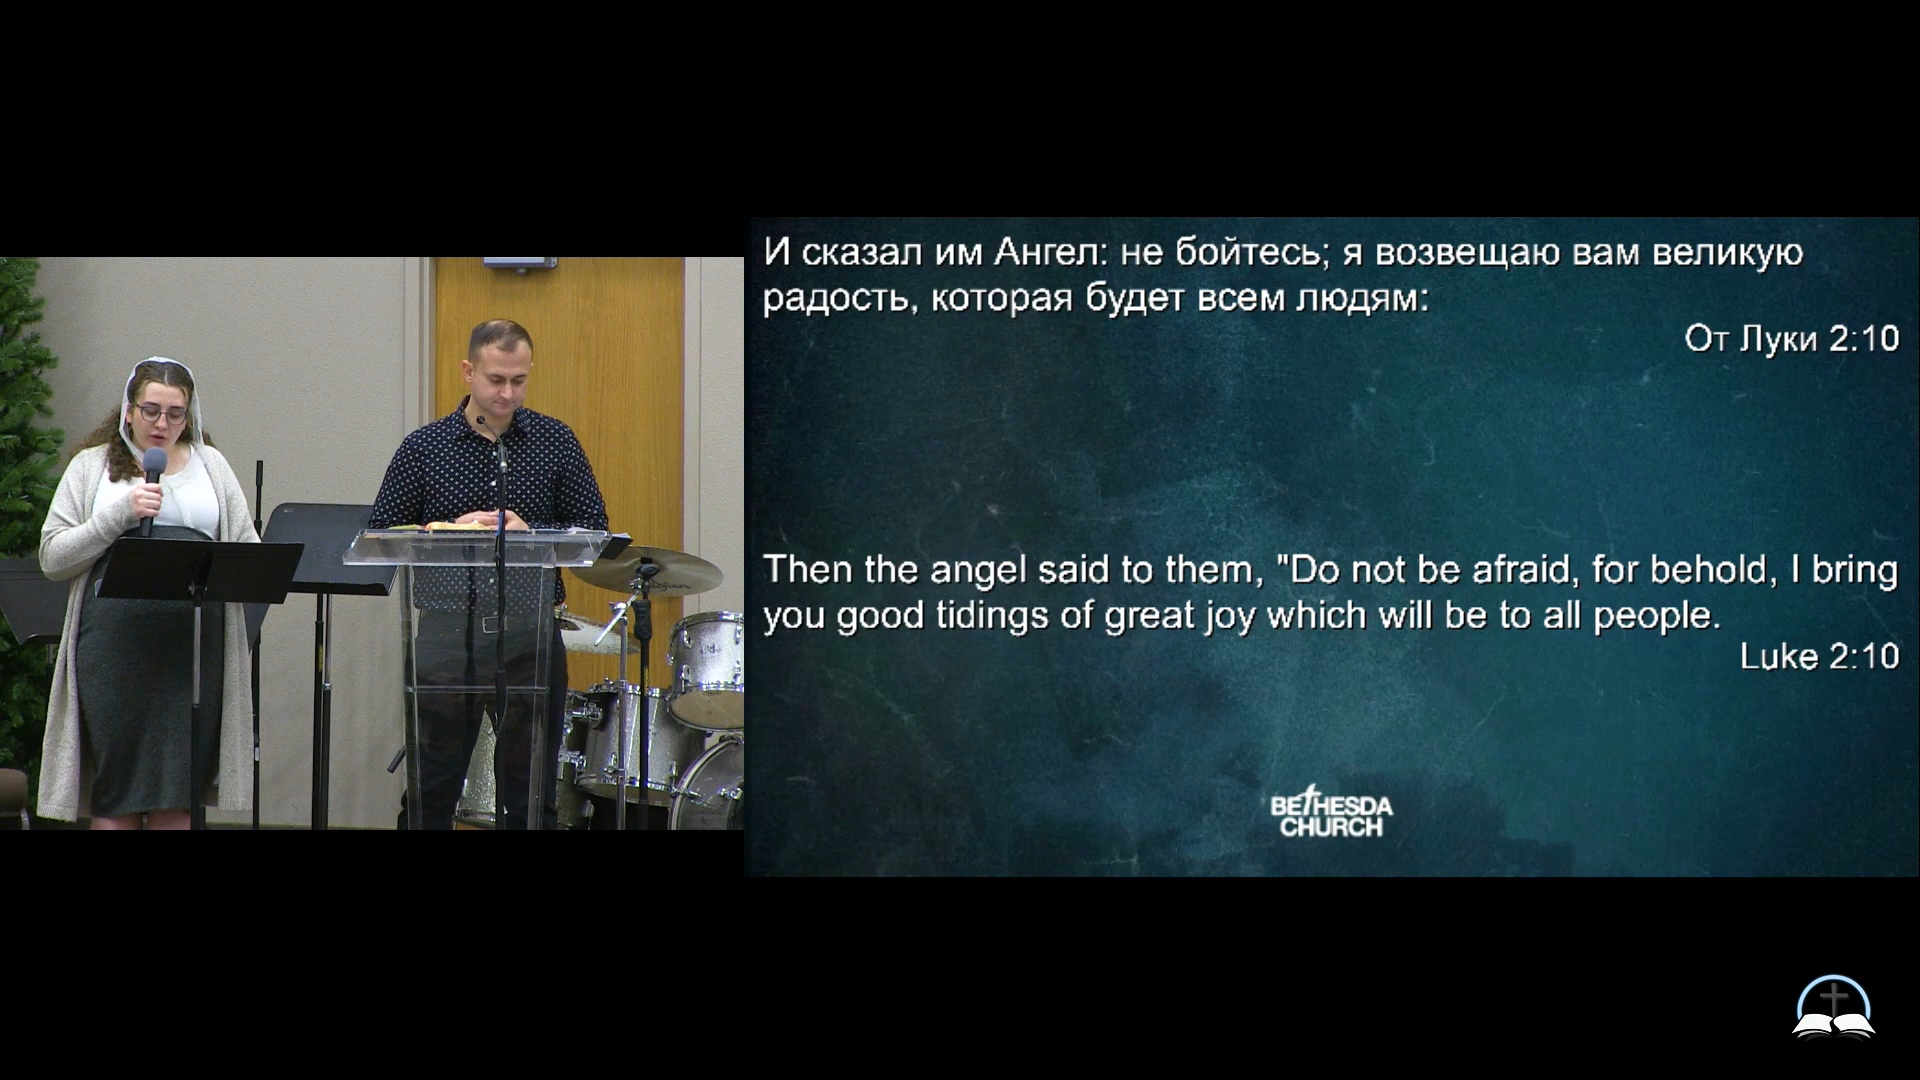 И сказал им Ангел: не бойтесь; я возвещаю вам великую
радость, которая будет всем людям:
От Луки 2:10
Then the angel said to them, "Do not be afraid, for behold, I bring
you good tidings of great joy which will be to all people.
Luke 2:10
BETHESDA
CHURCH